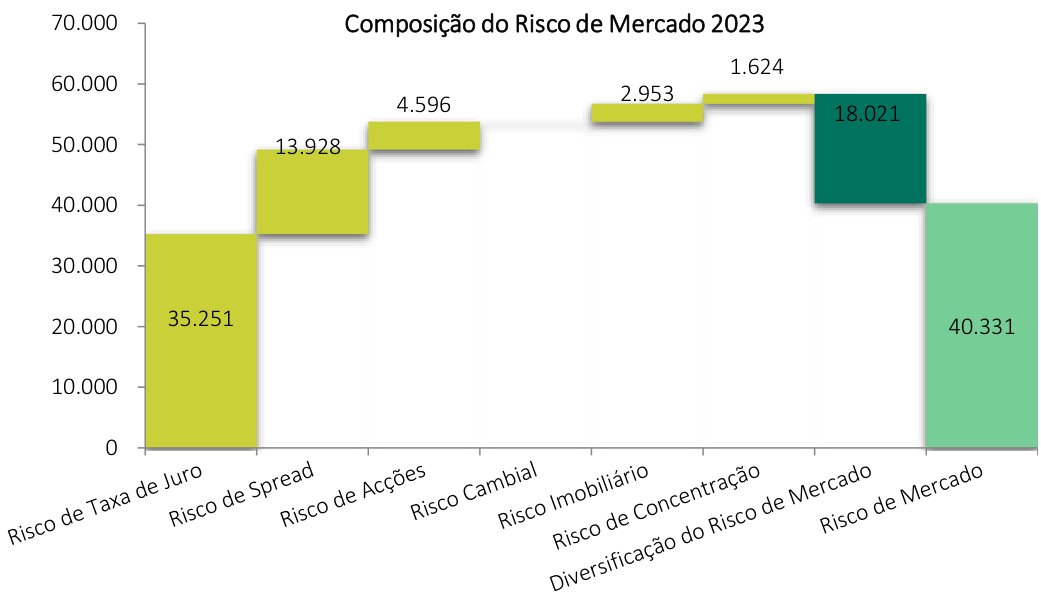 Composição do Risco de Mercado 2023
70.000
60.000
50.000
40.000
30.000
20.000
10.000
0
35.251
13.928
4.596
2.953
1.624
18.021
40.331
Risco de Taxa de Juro
Risco de Spread
Risco de Acções
Risco Cambial
Risco Imobiliário
Risco de Concentração
Diversificação do Risco de Mercado
Risco de Mercado